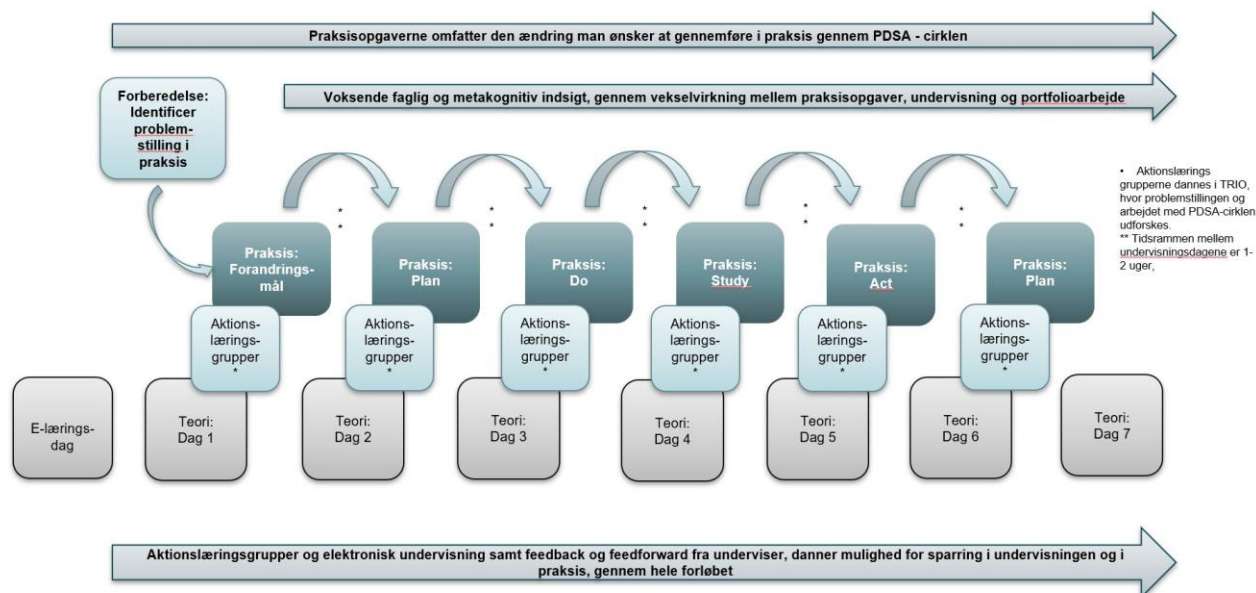 Praksisopgaverne omfatter den ændring man ønsker at gennemføre i praksis gennem PDSA - cirklen
Forberedelse:
Identificer
problem-
stilling i
praksis
Voksende faglig og metakognitiv indsigt, gennem vekselvirkning mellem praksisopgaver, undervisning og portfolioarbejde
*
*
*
*
*
*
*
*
*
*
• Aktionslærings
grupperne dannes i TRIO,
hvor problemstillingen og
arbejdet med PDSA-cirklen
udforskes.
** Tidsrammen mellem
undervisningsdagene er 1-
2 uger,
Praksis:
Forandrings-
mål
Praksis:
Plan
Praksis:
Do
Praksis:
Study
Praksis:
Act
Praksis:
Plan
Aktions-
lærings-
grupper
*
Aktions-
lærings-
grupper
*
Aktions-
lærings-
grupper
*
Aktions-
lærings-
grupper
*
Aktions-
lærings-
grupper
*
Aktions-
lærings-
grupper
*
E-lærings-
dag
Teori:
Dag 1
Teori:
Dag 2
Teori:
Dag 3
Teori:
Dag 4
Teori:
Dag 5
Teori:
Dag 6
Teori:
Dag 7
Aktionslæringsgrupper og elektronisk undervisning samt feedback og feedforward fra underviser, danner mulighed for sparring i undervisningen og i
praksis, gennem hele forløbet